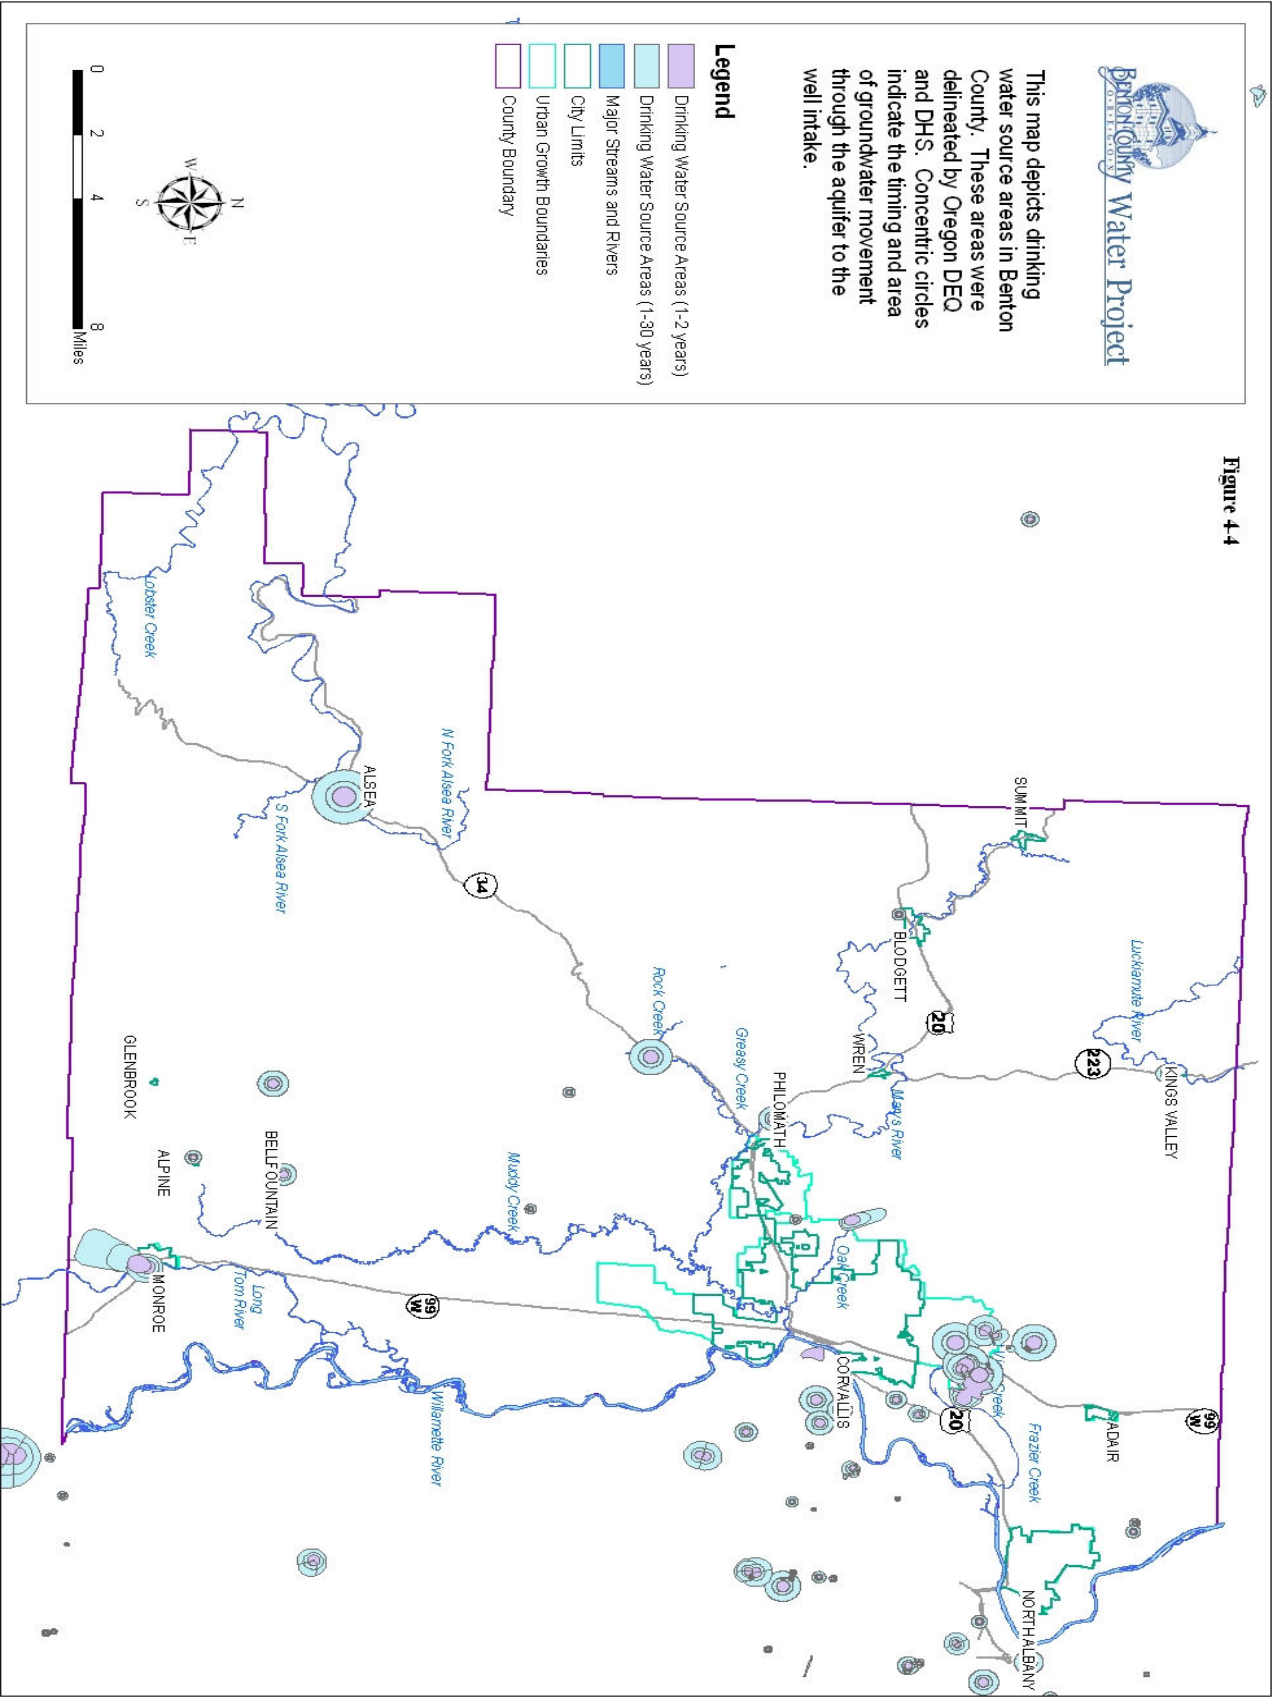 Figure 4-4
BENTON COUNTY
OREGON
Water Project
This map depicts drinking
water source areas in Benton
County. These areas were
delineated by Oregon DEQ
and DHS. Concentric circles
indicate the timing and area
of groundwater movement
through the aquifer to the
well intake.
Legend
Drinking Water Source Areas (1-2 years)
Drinking Water Source Areas (1-30 years)
Major Streams and Rivers
City Limits
Urban Growth Boundaries
County Boundary
N
W
E
S
0 2 4 8
Miles
KINGS VALLEY
Luckiamute River
223
99
W
ADAIR
SUMMIT
Frazier Creek
Creek
NORTH ALBANY
20
BLODGETT
20
WREN
Marys River
Oak Creek
CORVALLIS
PHILOMATH
Greasy Creek
Rock Creek
Muddy Creek
34
N Fork Alsea River
ALSEA
S Fork Alsea River
99
W
Willamette River
BELLFOUNTAIN
Long
Tom River
Lobster Creek
GLENBROOK
ALPINE
MONROE